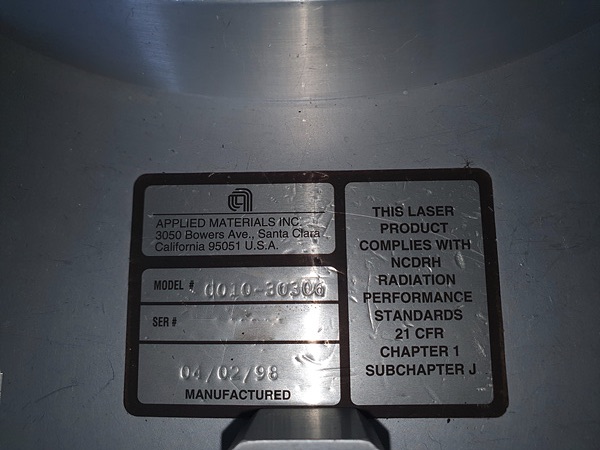 APPLIED MATERIALS INC.
3050 Bowers Ave., Santa Clara
California 95051 U.S.A.
MODEL # 0010-30306
SER #
04/02/98
MANUFACTURED
THIS LASER
PRODUCT
COMPLIES WITH
NCDRH
RADIATION
PERFORMANCE
STANDARDS
21 CFR
CHAPTER 1
SUBCHAPTER J